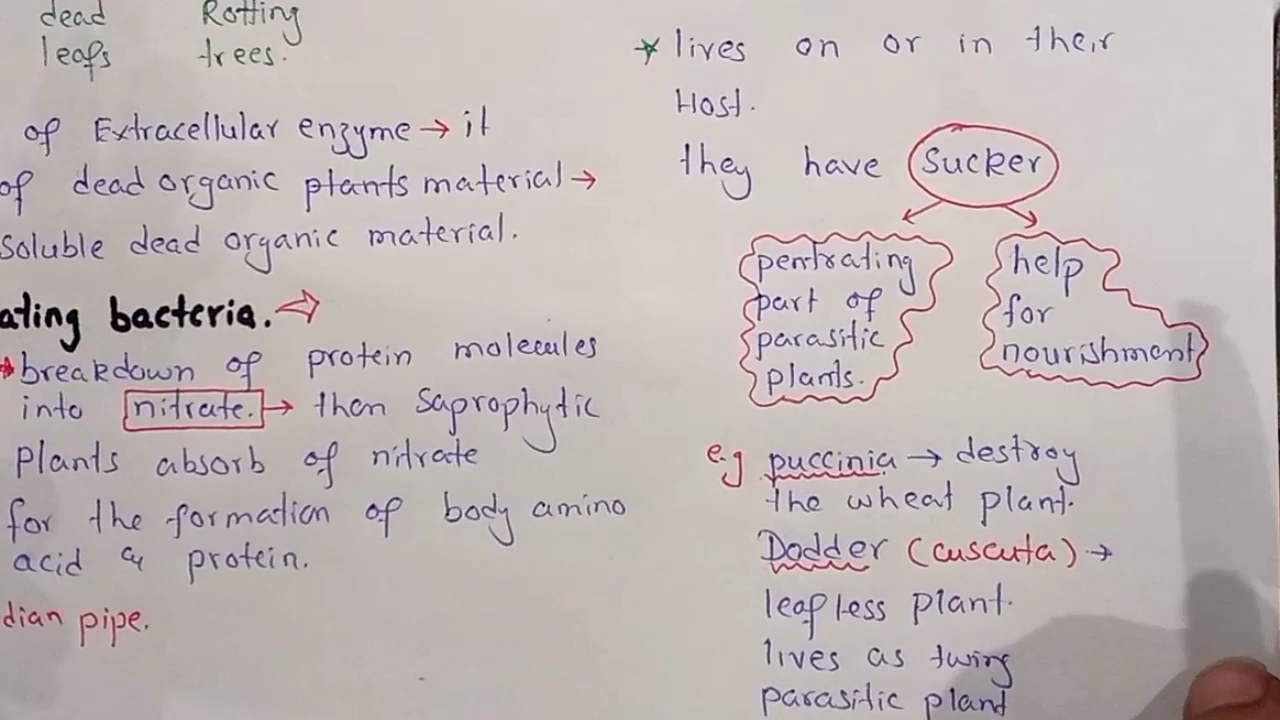 dead Rotting
leafs trees.
of Extracellular enzyme → it
of dead organic plants material →
Soluble dead organic material.
ating bacteria. ⇒
breakdown of protein molecules
into nitrate. → then Saprophytic
Plants absorb of nitrate
for the formation of body amino
acid & protein.
dian pipe.
* lives on or in their
Host.
they have Sucker
pentrating
part of
parasitic
plants.
help
for
nourishment
e.g puccinia → destroy
the wheat plant.
Dodder (cuscuta) →
leafless plant.
lives as twing
parasitic plant